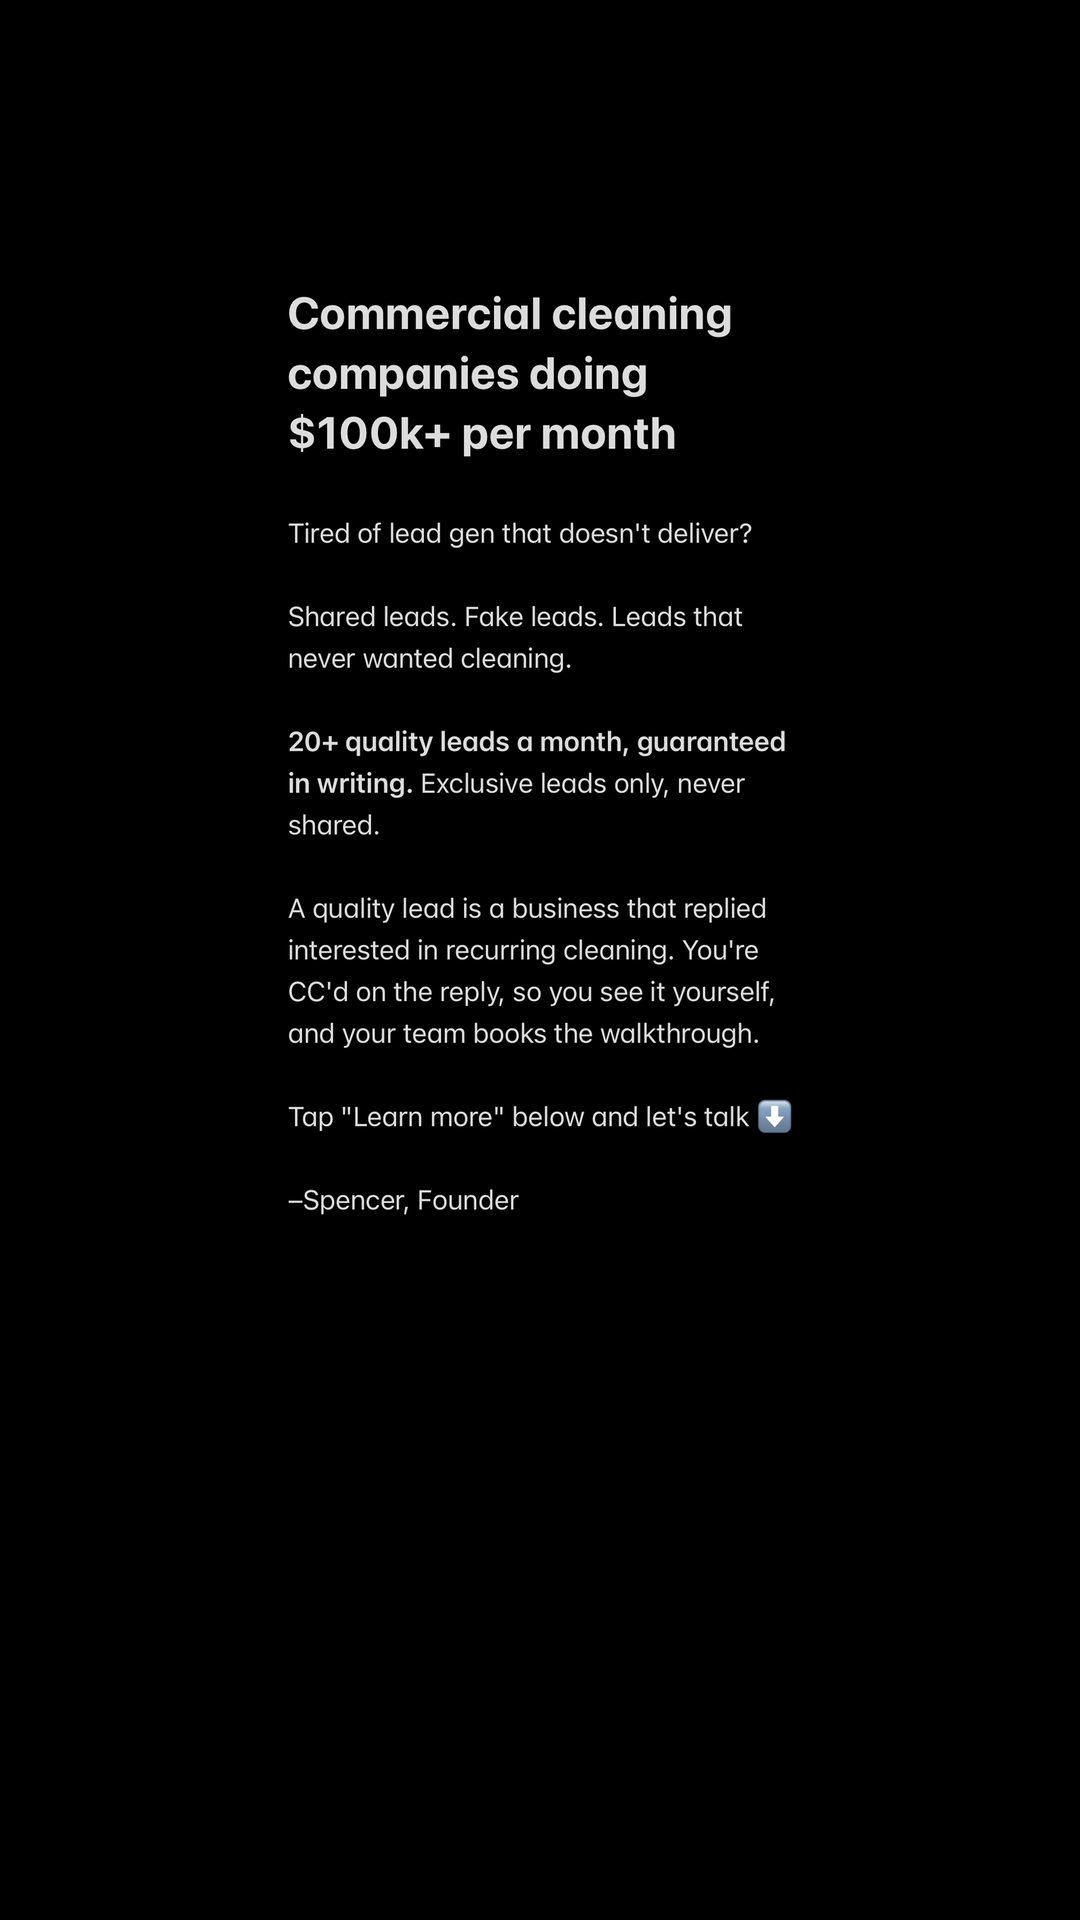 Commercial cleaning
companies doing
$100k+ per month
Tired of lead gen that doesn't deliver?
Shared leads. Fake leads. Leads that
never wanted cleaning.
20+ quality leads a month, guaranteed
in writing. Exclusive leads only, never
shared.
A quality lead is a business that replied
interested in recurring cleaning. You're
CC'd on the reply, so you see it yourself,
and your team books the walkthrough.
Tap "Learn more" below and let's talk ⬇️
–Spencer, Founder